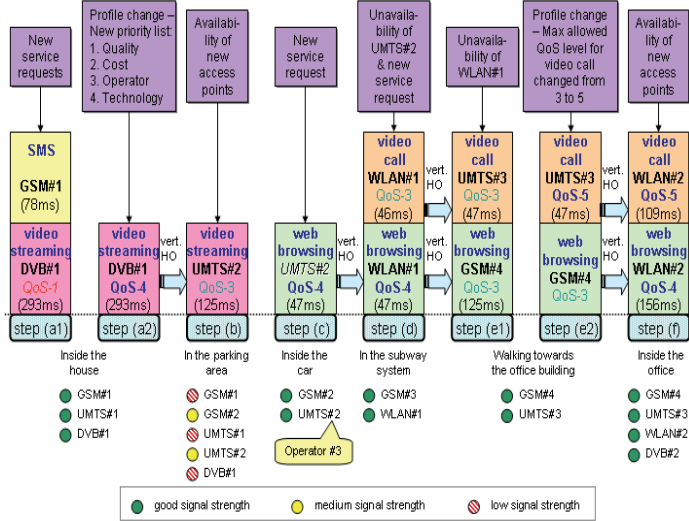 New
service
requests
Profile change –
New priority list:
1. Quality
2. Cost
3. Operator
4. Technology
Availabi-
lity of
new
access
points
New
service
requests
Unavaila-
bility of
UMTS#2
& new
service
request
Unavaila-
bility of
WLAN#1
Profile change
– Max allowed
QoS level for
video call
changed from
3 to 5
Availabi-
lity of
new
access
points
SMS
GSM#1
(78ms)
video
streaming
DVB#1
QoS-1
(293ms)
video
streaming
DVB#1
QoS-4
(293ms)
vert.
HO
video
streaming
UMTS#2
QoS-3
(125ms)
web
browsing
UMTS#2
QoS-4
(47ms)
vert.
HO
video
call
WLAN#1
QoS-3
(46ms)
web
browsing
WLAN#1
QoS-4
(47ms)
vert.
HO
vert.
HO
video
call
UMTS#3
QoS-3
(47ms)
web
browsing
GSM#4
QoS-3
(125ms)
video
call
UMTS#3
QoS-5
(47ms)
web
browsing
GSM#4
QoS-3
vert.
HO
vert.
HO
video
call
WLAN#2
QoS-5
(109ms)
web
browsing
WLAN#2
QoS-4
(156ms)
step (a1)
step (a2)
step (b)
step (c)
step (d)
step (e1)
step (e2)
step (f)
Inside the
house
GSM#1
UMTS#1
DVB#1
In the parking
area
GSM#1
GSM#2
UMTS#1
UMTS#2
DVB#1
Inside the
car
GSM#2
UMTS#2
Operator #3
In the subway
system
GSM#3
WLAN#1
Walking towards
the office building
GSM#4
UMTS#3
Inside the
office
GSM#4
UMTS#3
WLAN#2
DVB#2
good signal strength
medium signal strength
low signal strength